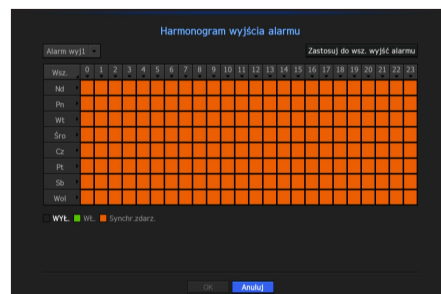 Harmonogram wyjścia alarmu
Alarm wyj1 Zastosuj do wsz. wyjść alarmu
Wsz. 0 1 2 3 4 5 6 7 8 9 10 11 12 13 14 15 16 17 18 19 20 21 22 23
Nd
Pn
Wt
Śro
Cz
Pt
Sb
Wol
WYŁ. WŁ. Synchr.zdarz.
OK Anuluj